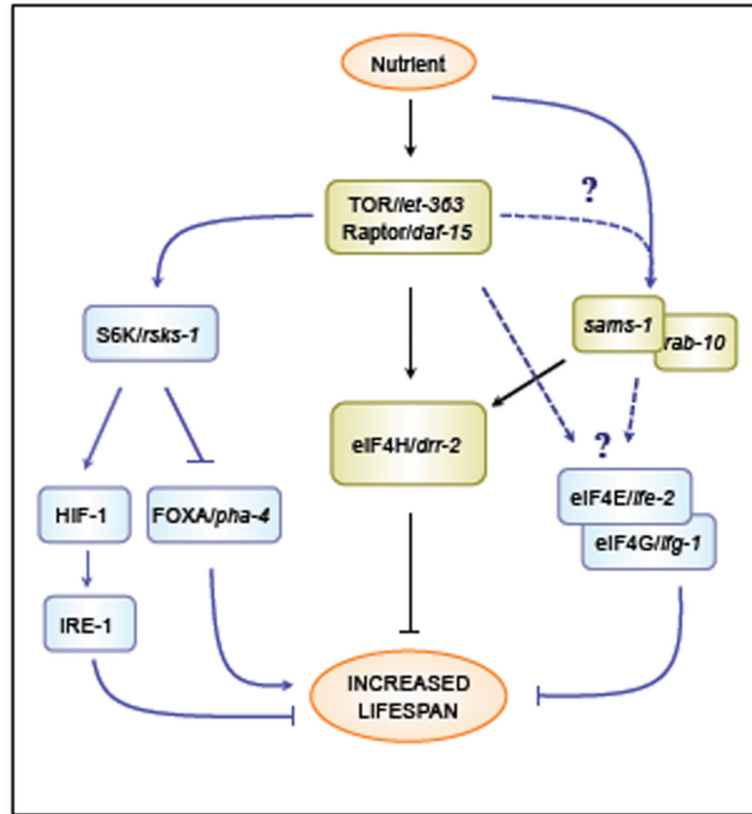 Nutrient
?
TOR/let-363
Raptor/daf-15
S6K/rsks-1
sams-1
rab-10
eIF4H/drr-2
?
HIF-1
FOXA/pha-4
eIF4E/ife-2
eIF4G/ifg-1
IRE-1
INCREASED
LIFESPAN